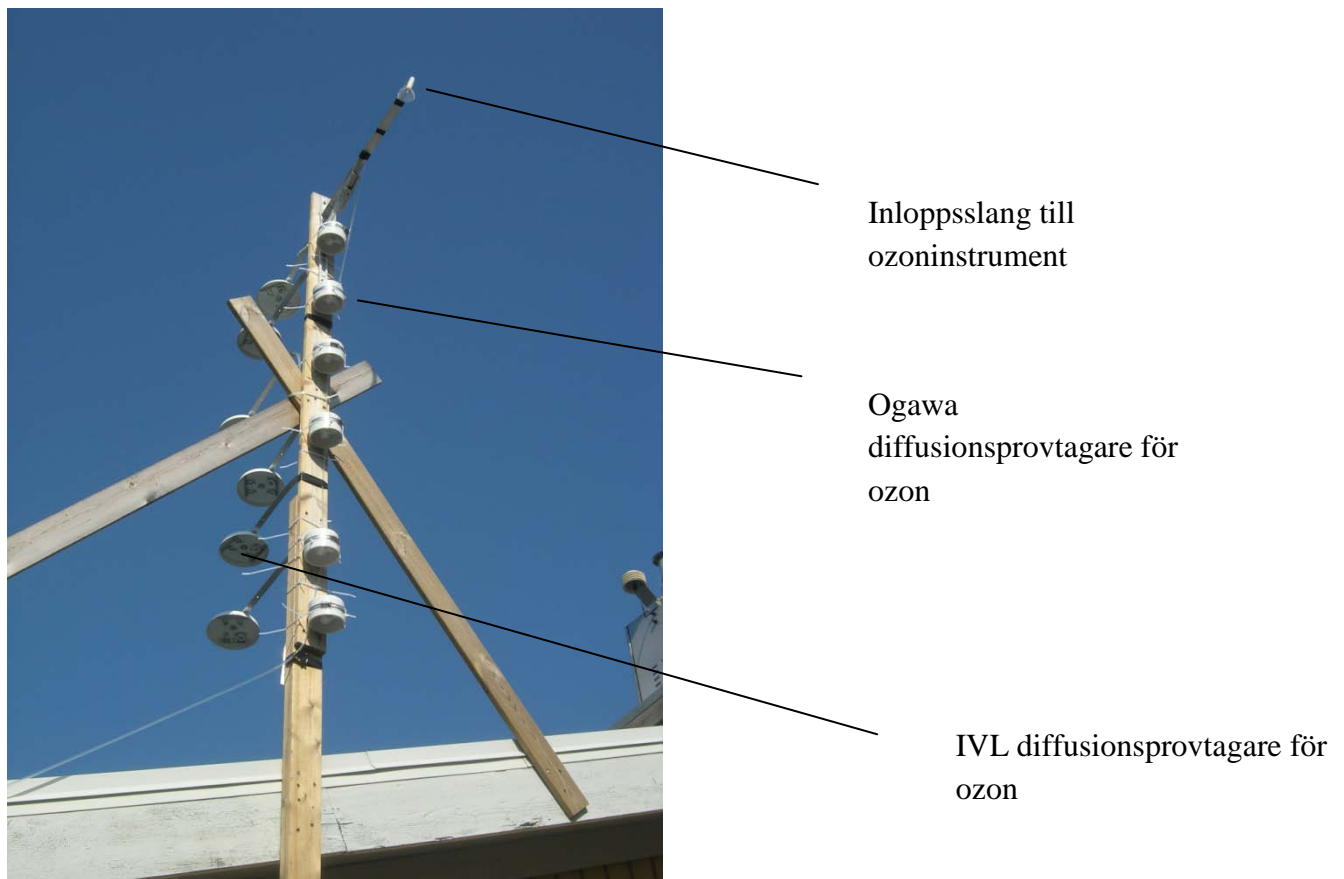 Inloppsslang till
ozoninstrument
Ogawa
diffusionsprovtagare för
ozon
IVL diffusionsprovtagare för
ozon